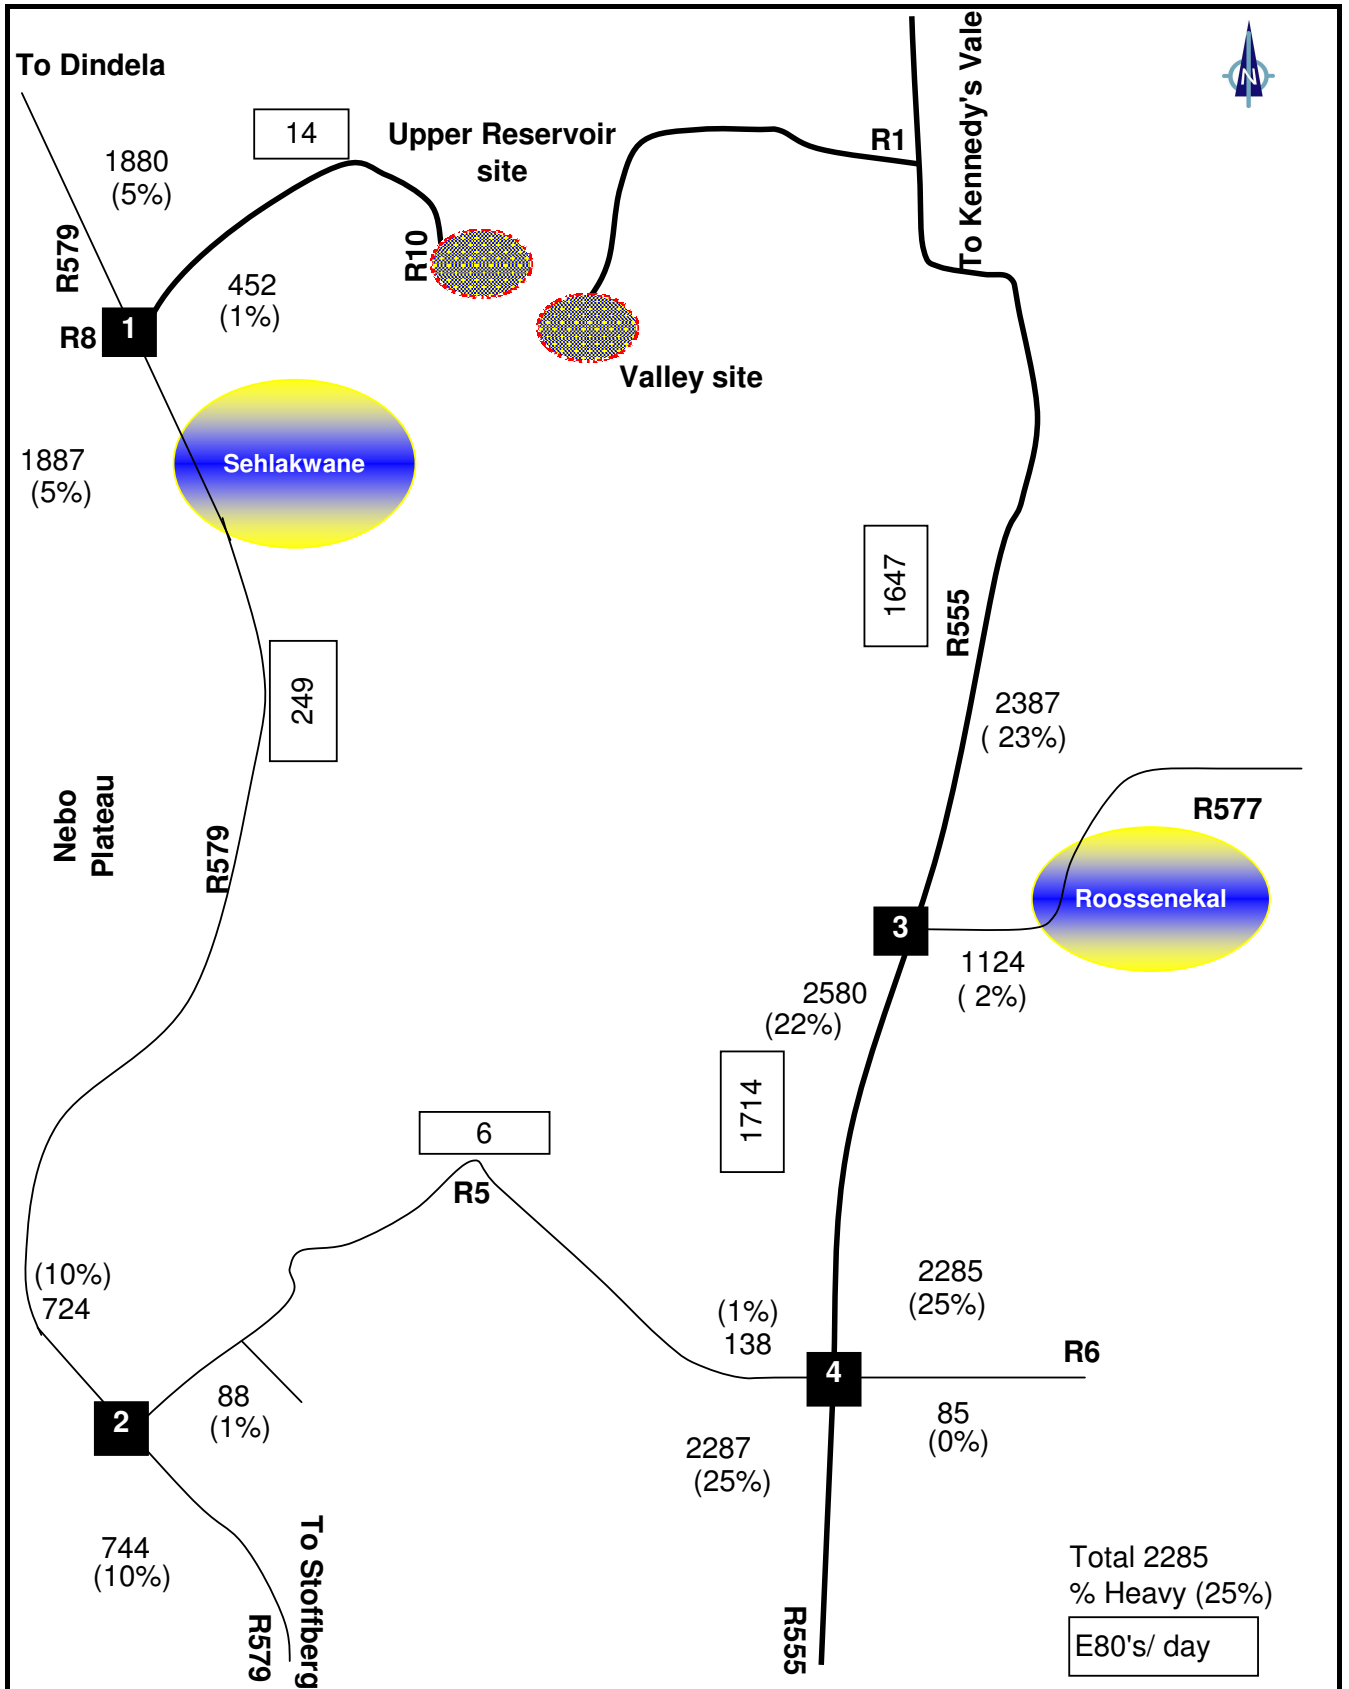 To Dindela
To Kennedy's Vale
N
14
Upper Reservoir
site
R1
1880
(5%)
R579
R10
452
(1%)
R8
1
Valley site
Sehlakwane
1887
(5%)
1647
R555
249
2387
( 23%)
Nebo
Plateau
R579
R577
Roossenekal
3
1124
( 2%)
2580
(22%)
1714
6
R5
(10%)
724
2285
(25%)
(1%)
138
R6
4
88
(1%)
2
85
(0%)
2287
(25%)
744
(10%)
To Stoffberg
R579
R555
Total 2285
% Heavy (25%)
E80's/ day